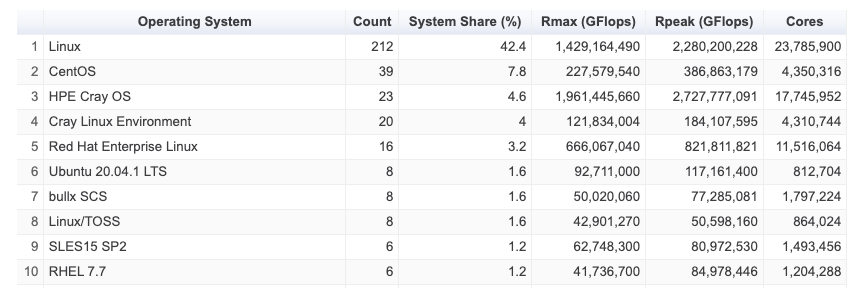 Operating System Count System Share (%) Rmax (GFlops) Rpeak (GFlops) Cores
1 Linux 212 42.4 1,429,164,490 2,280,200,228 23,785,900
2 CentOS 39 7.8 227,579,540 386,863,179 4,350,316
3 HPE Cray OS 23 4.6 1,961,445,660 2,727,777,091 17,745,952
4 Cray Linux Environment 20 4 121,834,004 184,107,595 4,310,744
5 Red Hat Enterprise Linux 16 3.2 666,067,040 821,811,821 11,516,064
6 Ubuntu 20.04.1 LTS 8 1.6 92,711,000 117,161,400 812,704
7 bullx SCS 8 1.6 50,020,060 77,285,081 1,797,224
8 Linux/TOSS 8 1.6 42,901,270 50,598,160 864,024
9 SLES15 SP2 6 1.2 62,748,300 80,972,530 1,493,456
10 RHEL 7.7 6 1.2 41,736,700 84,978,446 1,204,288